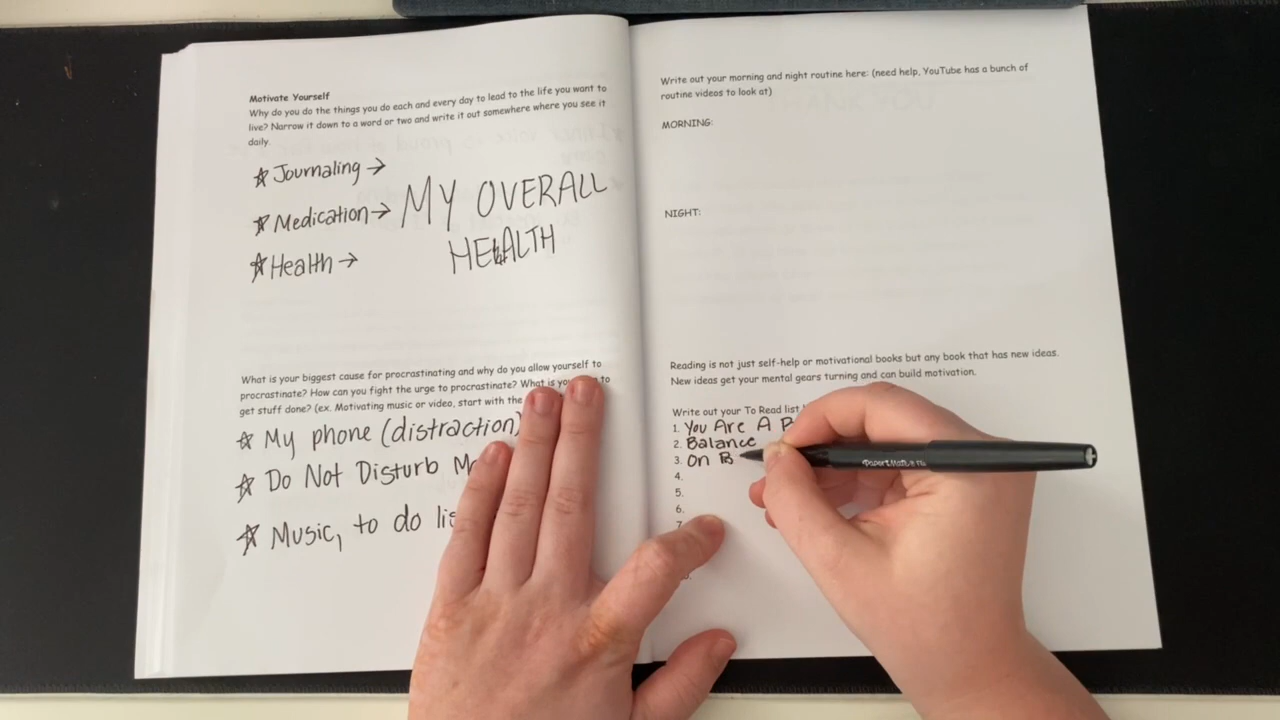 Motivate Yourself
Why do you do the things you do each and every day to lead to the life you want to
live? Narrow it down to a word or two and write it out somewhere where you see it
daily.
☆ Journaling →
☆ Medication → MY OVERALL
HEALTH
☆ Health →
What is your biggest cause for procrastinating and why do you allow yourself to
procrastinate? How can you fight the urge to procrastinate? What is to
get stuff done? (ex. Motivating music or video, start with the
☆ My phone (distraction)
☆ Do Not Disturb
☆ Music, to do
Write out your morning and night routine here: (need help, YouTube has a bunch of
routine videos to look at)
MORNING:
NIGHT:
Reading is not just self-help or motivational books but any book that has new ideas.
New ideas get your mental gears turning and can build motivation.
Write out your To Read list
1. You Are A
2. Balance
3. On B
4.
5.
6.
7.
PaperMate